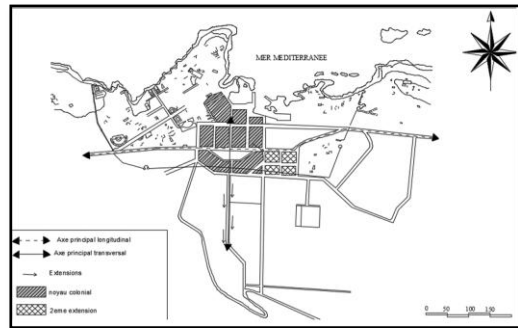 MER MEDITERRANEE
Axe principal longitudinal
Axe principal transversal
Extensions
noyau colonial
2eme extension
0 50 100 150